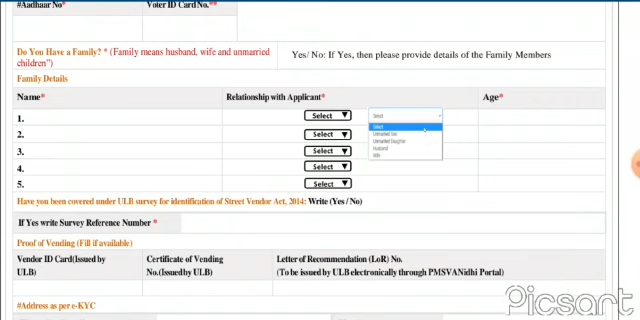 #Aadhaar No* Voter ID Card No.**
Do You Have a Family? * (Family means husband, wife and unmarried children”) Yes/ No: If Yes, then please provide details of the Family Members
Family Details
Name* Relationship with Applicant* Age*
1. Select ▼ Select
Select
2. Select ▼ Unmarried Son
Unmarried Daughter
3. Select ▼ Husband
Wife
4. Select ▼
5. Select ▼
Have you been covered under ULB survey for identification of Street Vendor Act, 2014: Write (Yes / No)
If Yes write Survey Reference Number *
Proof of Vending (Fill if available)
Vendor ID Card(Issued by ULB) Certificate of Vending No.(Issued by ULB) Letter of Recommendation (LoR) No. (To be issued by ULB electronically through PMSVANidhi Portal)
#Address as per e-KYC
Picsart